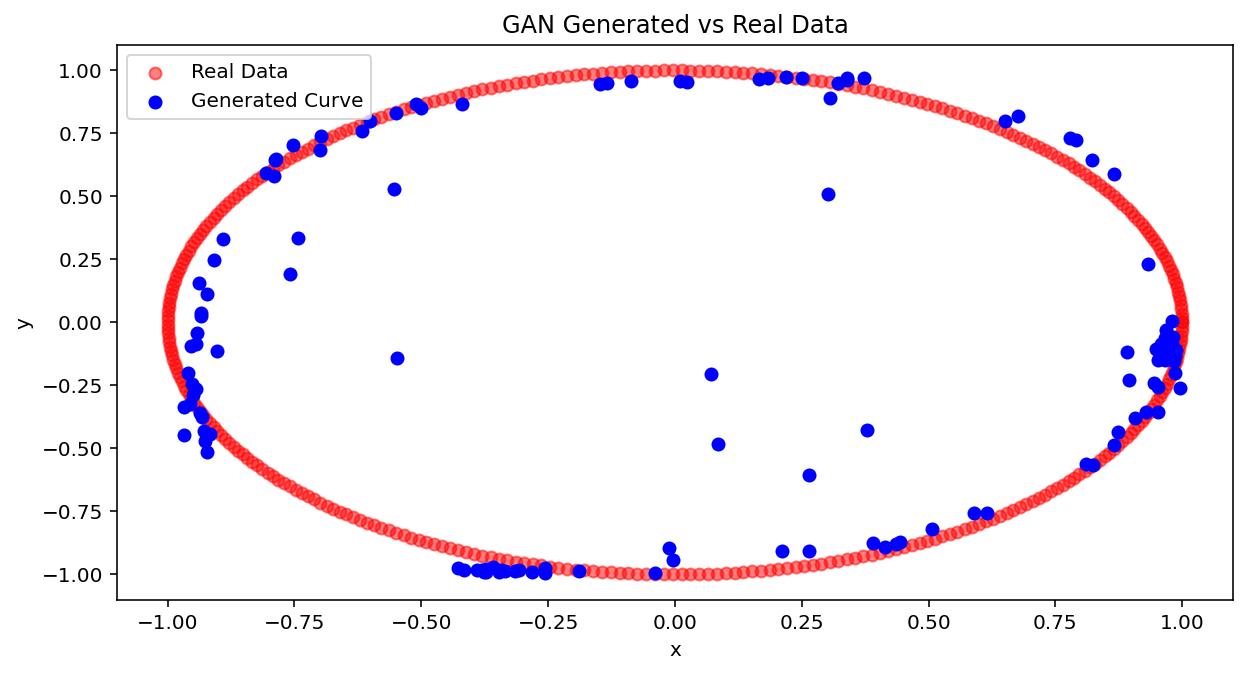 GAN Generated vs Real Data
Real Data
Generated Curve
1.00
0.75
0.50
0.25
0.00
−0.25
−0.50
−0.75
−1.00
y
−1.00 −0.75 −0.50 −0.25 0.00 0.25 0.50 0.75 1.00
x